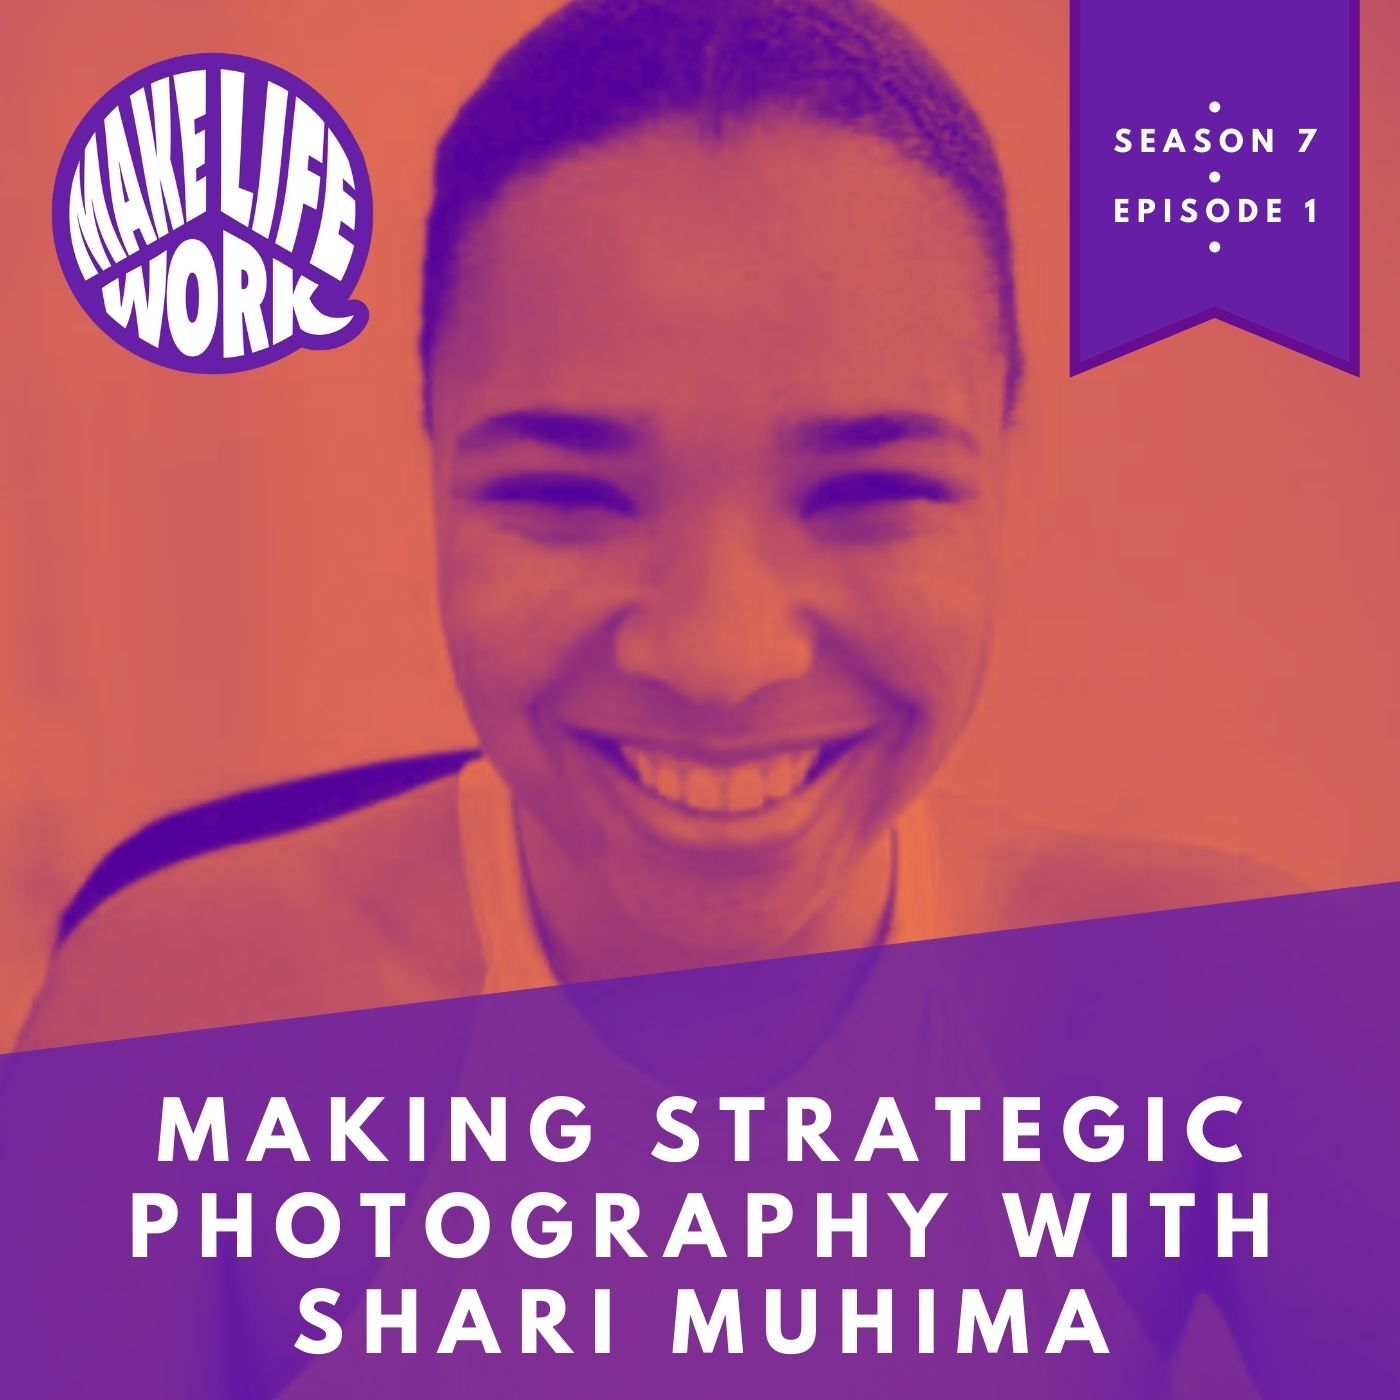 MAKE LIFE
WORK
SEASON 7
EPISODE 1
MAKING STRATEGIC
PHOTOGRAPHY WITH
SHARI MUHIMA